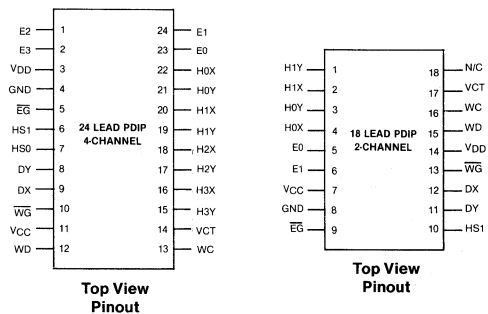 E2 1 24 E1
E3 2 23 E0
VDD 3 22 H0X
GND 4 21 H0Y
EG 5 20 H1X
HS1 6 24 LEAD PDIP 19 H1Y
HS0 7 4-CHANNEL 18 H2X
DY 8 17 H2Y
DX 9 16 H3X
WG 10 15 H3Y
VCC 11 14 VCT
WD 12 13 WC
Top View
Pinout
H1Y 1 18 N/C
H1X 2 17 VCT
H0Y 3 16 WC
H0X 4 18 LEAD PDIP 15 WD
E0 5 2-CHANNEL 14 VDD
E1 6 13 WG
VCC 7 12 DX
GND 8 11 DY
EG 9 10 HS1
Top View
Pinout